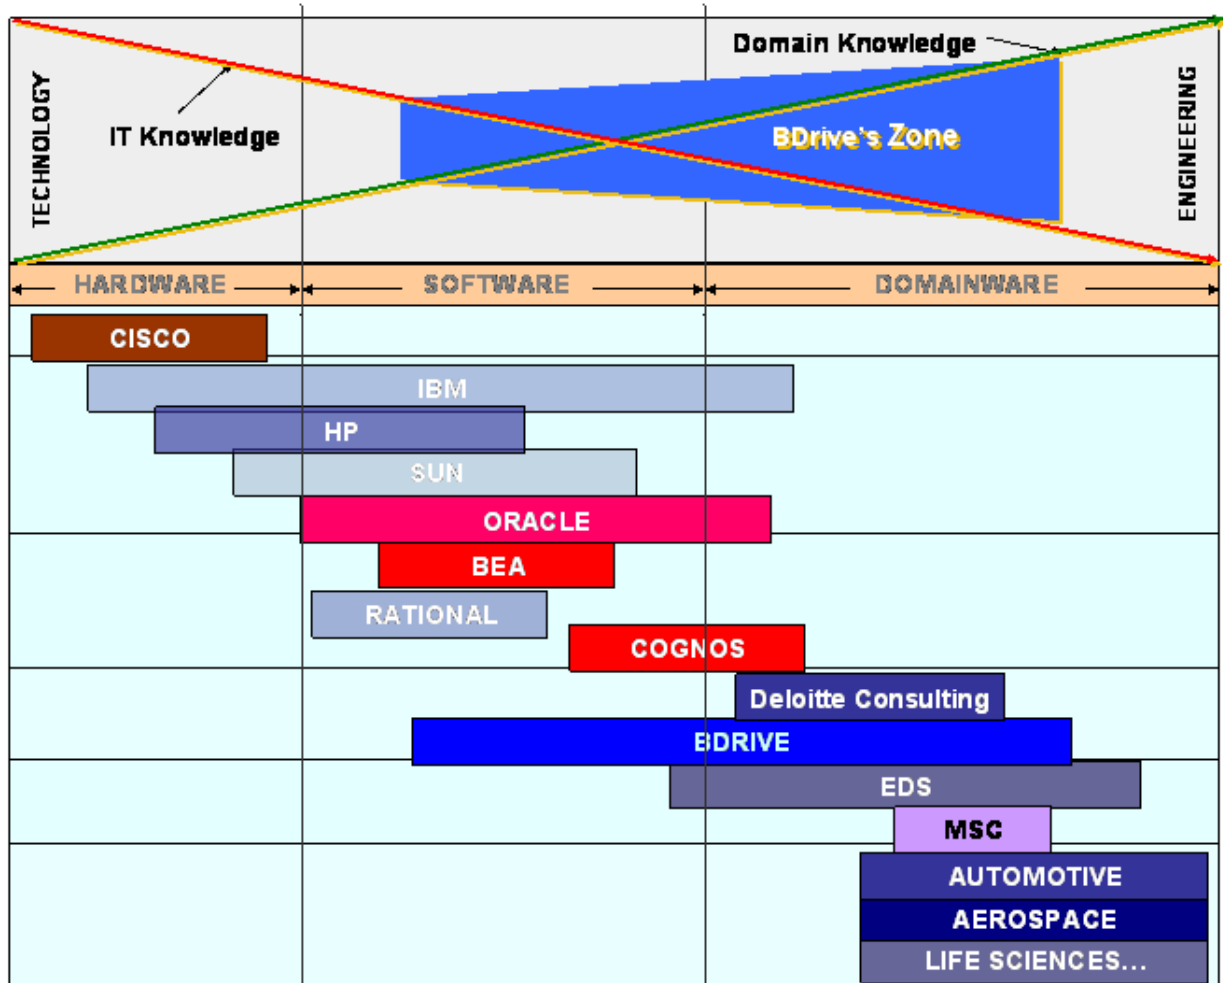 Domain Knowledge
IT Knowledge
TECHNOLOGY
BDrive's Zone
ENGINEERING
HARDWARE
SOFTWARE
DOMAINWARE
CISCO
IBM
HP
SUN
ORACLE
BEA
RATIONAL
COGNOS
Deloitte Consulting
BDRIVE
EDS
MSC
AUTOMOTIVE
AEROSPACE
LIFE SCIENCES...